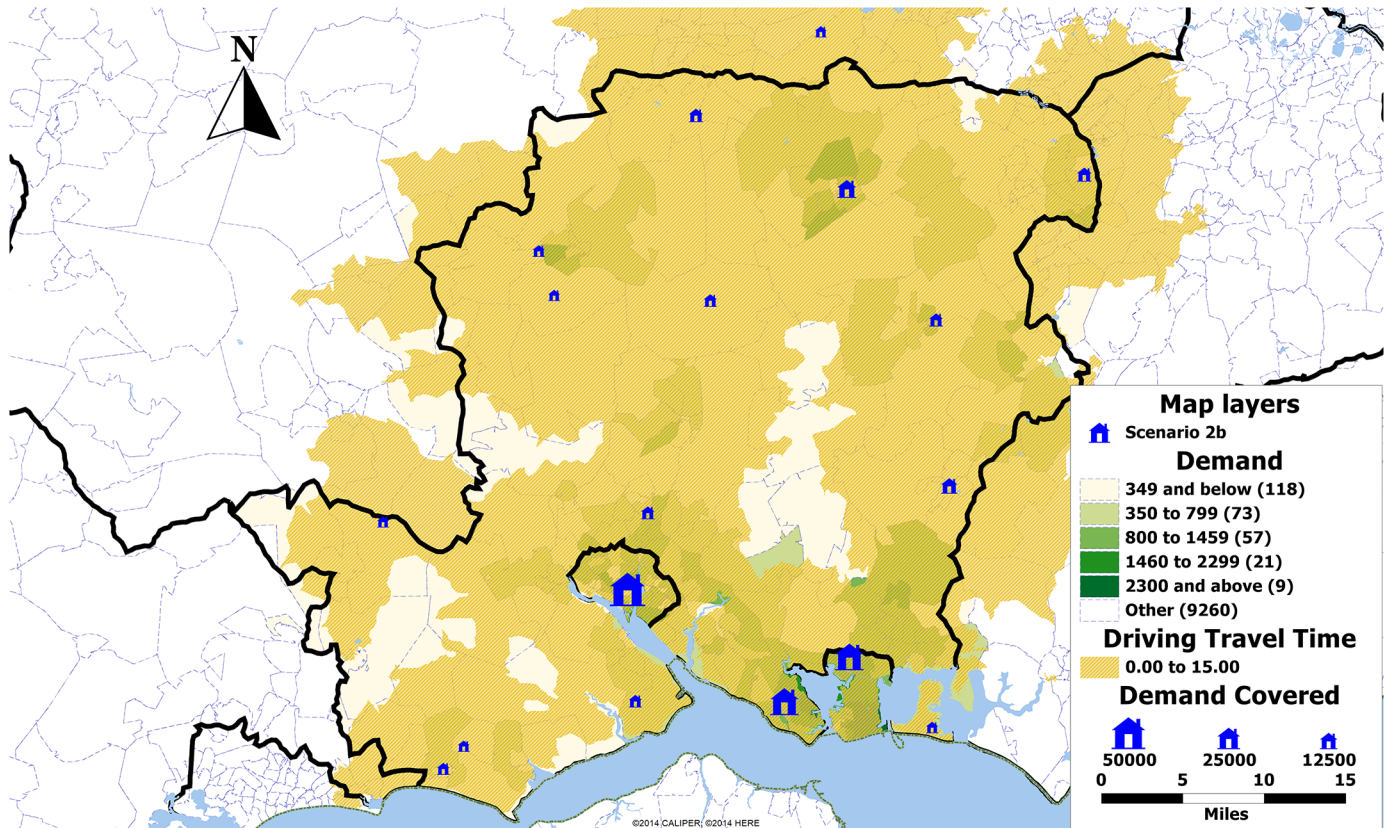 N
Map layers
Scenario 2b
Demand
349 and below (118)
350 to 799 (73)
800 to 1459 (57)
1460 to 2299 (21)
2300 and above (9)
Other (9260)
Driving Travel Time
0.00 to 15.00
Demand Covered
50000 25000 12500
0 5 10 15
Miles
©2014 CALIPER; ©2014 HERE